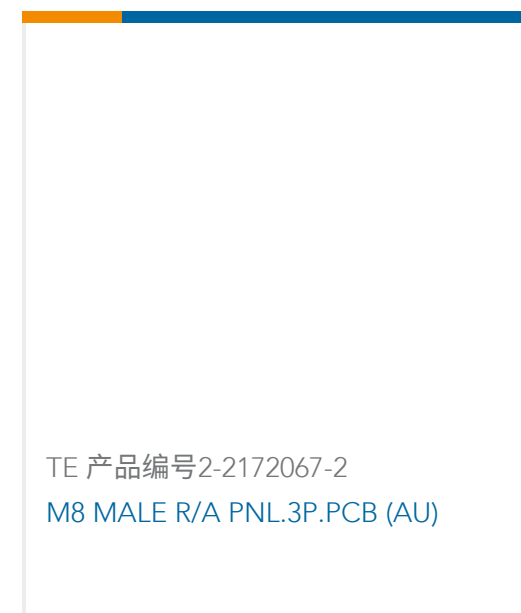 TE 产品编号2-2172067-2
M8 MALE R/A PNL.3P.PCB (AU)